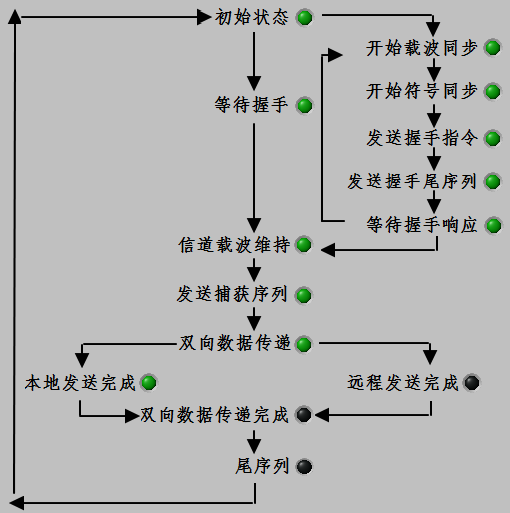 初始状态
开始载波同步
开始符号同步
等待握手
发送握手指令
发送握手尾序列
等待握手响应
信道载波维持
发送捕获序列
双向数据传递
本地发送完成
远程发送完成
双向数据传递完成
尾序列